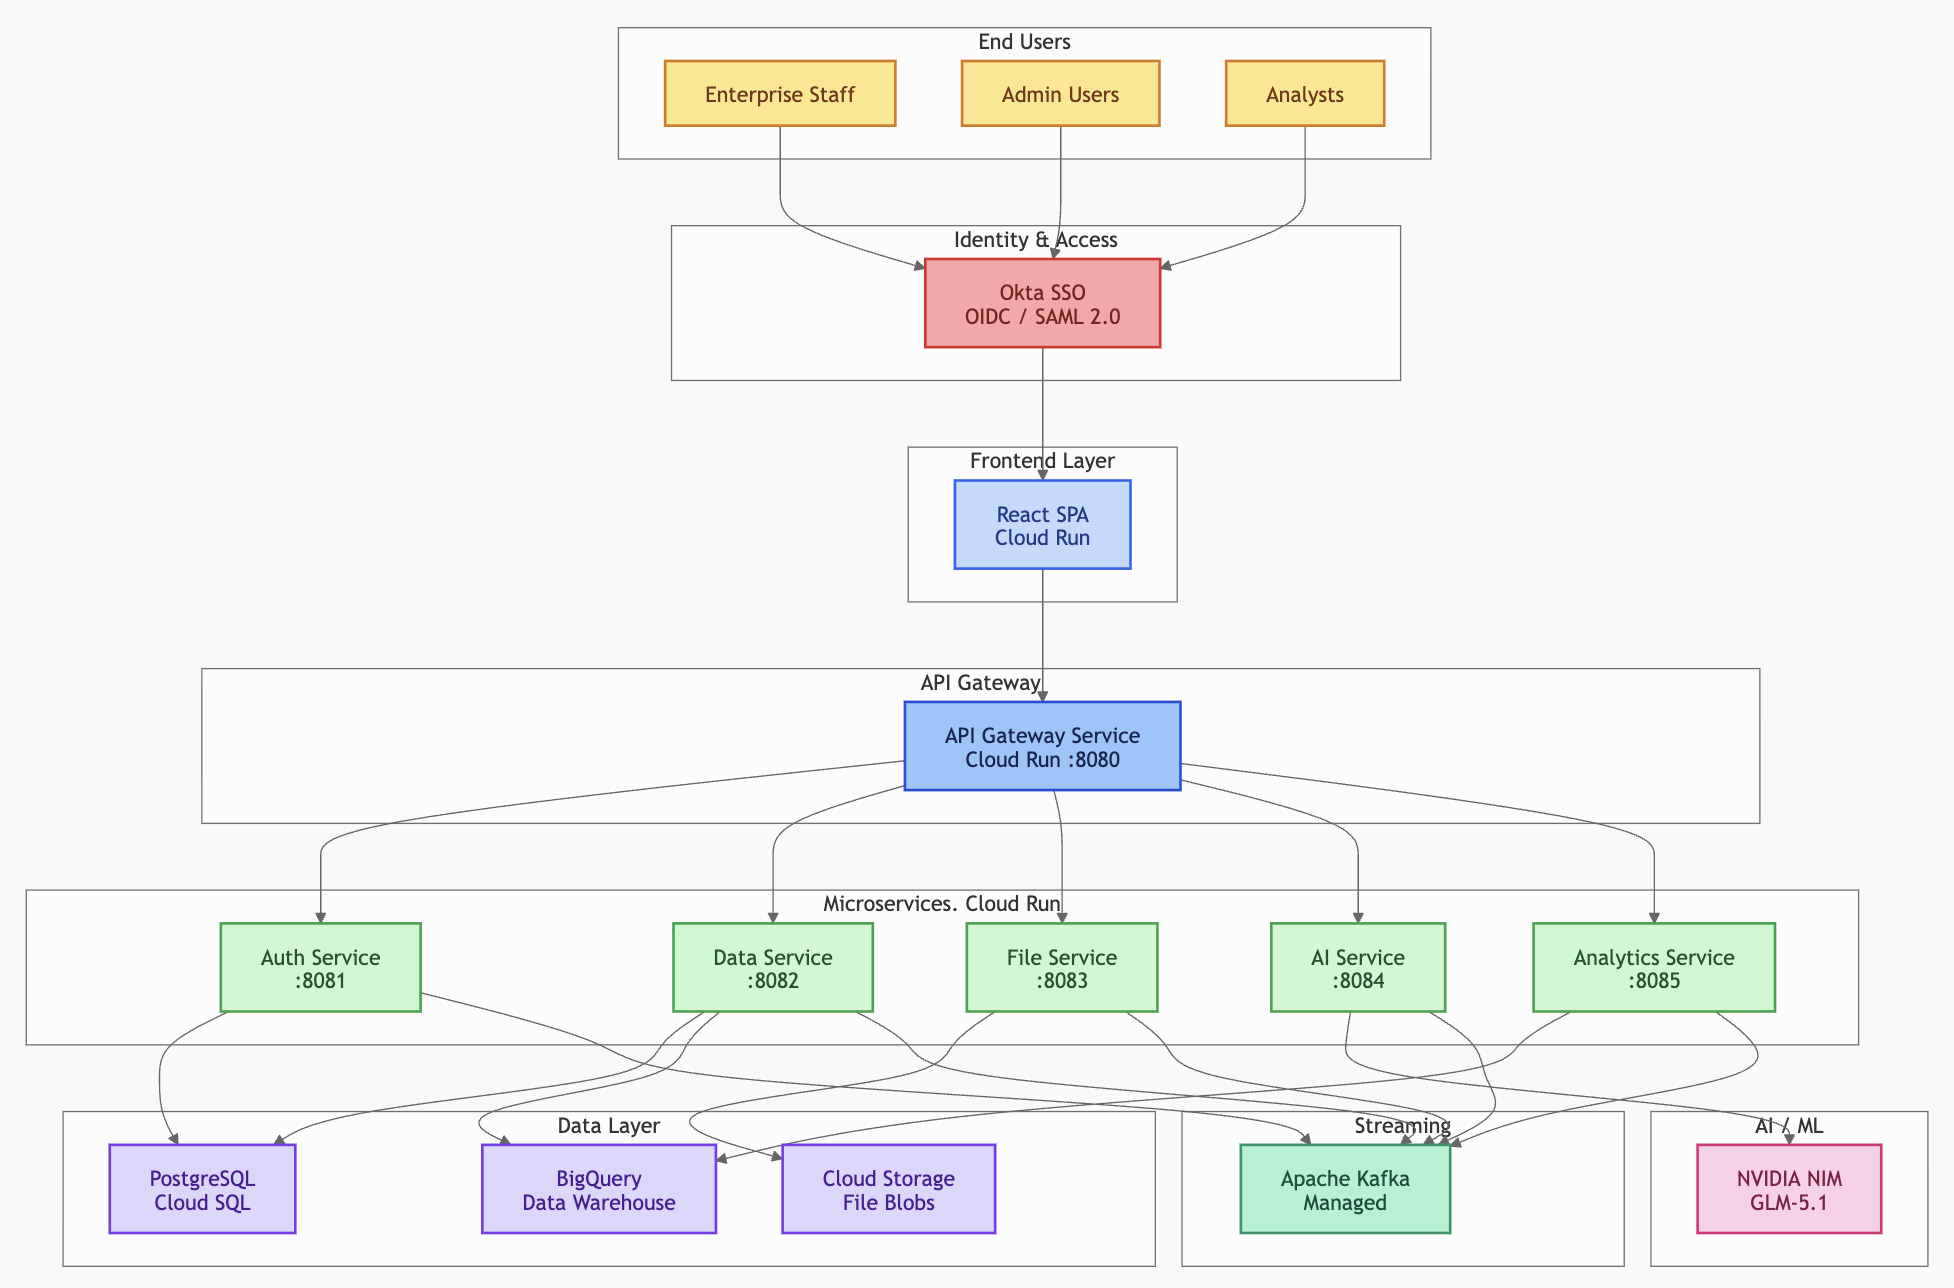 End Users
Enterprise Staff
Admin Users
Analysts
Identity & Access
Okta SSO
OIDC / SAML 2.0
Frontend Layer
React SPA
Cloud Run
API Gateway
API Gateway Service
Cloud Run :8080
Microservices. Cloud Run
Auth Service
:8081
Data Service
:8082
File Service
:8083
AI Service
:8084
Analytics Service
:8085
Data Layer
PostgreSQL
Cloud SQL
BigQuery
Data Warehouse
Cloud Storage
File Blobs
Streaming
Apache Kafka
Managed
AI / ML
NVIDIA NIM
GLM-5.1